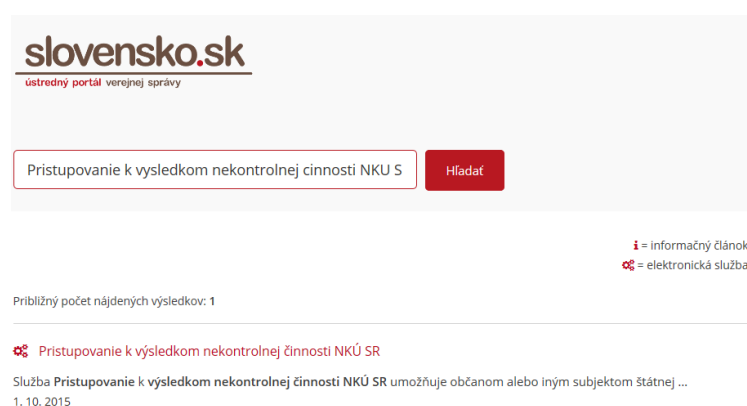 slovensko.sk
ústredný portál verejnej správy
Pristupovanie k vysledkom nekontrolnej cinnosti NKU S
Hľadať
i = informačný článok
= elektronická služba
Približný počet nájdených výsledkov: 1
Pristupovanie k výsledkom nekontrolnej činnosti NKÚ SR
Služba Pristupovanie k výsledkom nekontrolnej činnosti NKÚ SR umožňuje občanom alebo iným subjektom štátnej ...
1. 10. 2015